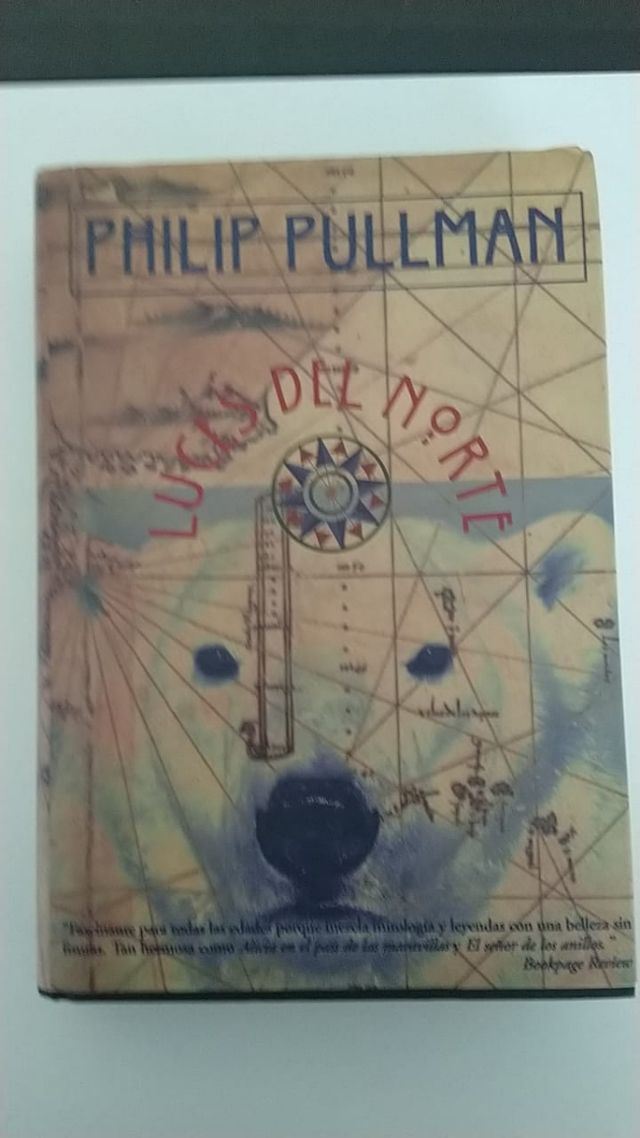 PHILIP PULLMAN
LUCES DEL NORTE
"Fascinante para todas las edades porque mezcla mitología y leyendas con una belleza sin
límites. Tan hermosa como Alicia en el país de las maravillas y El señor de los anillos."
Bookpage Review